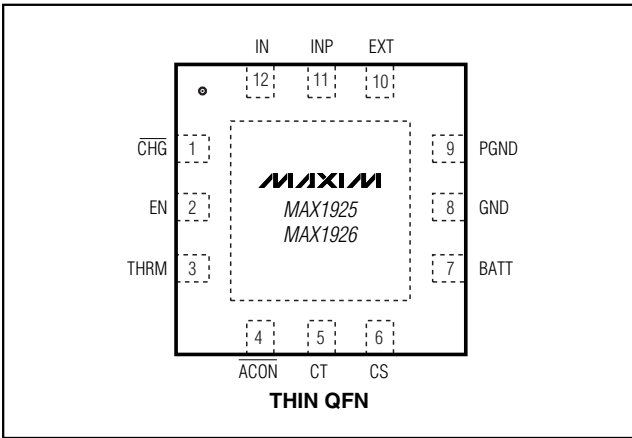 IN INP EXT
12 11 10
CHG 1 9 PGND
MAXIM
EN 2 MAX1925 8 GND
MAX1926
THRM 3 7 BATT
4 5 6
ACON CT CS
THIN QFN